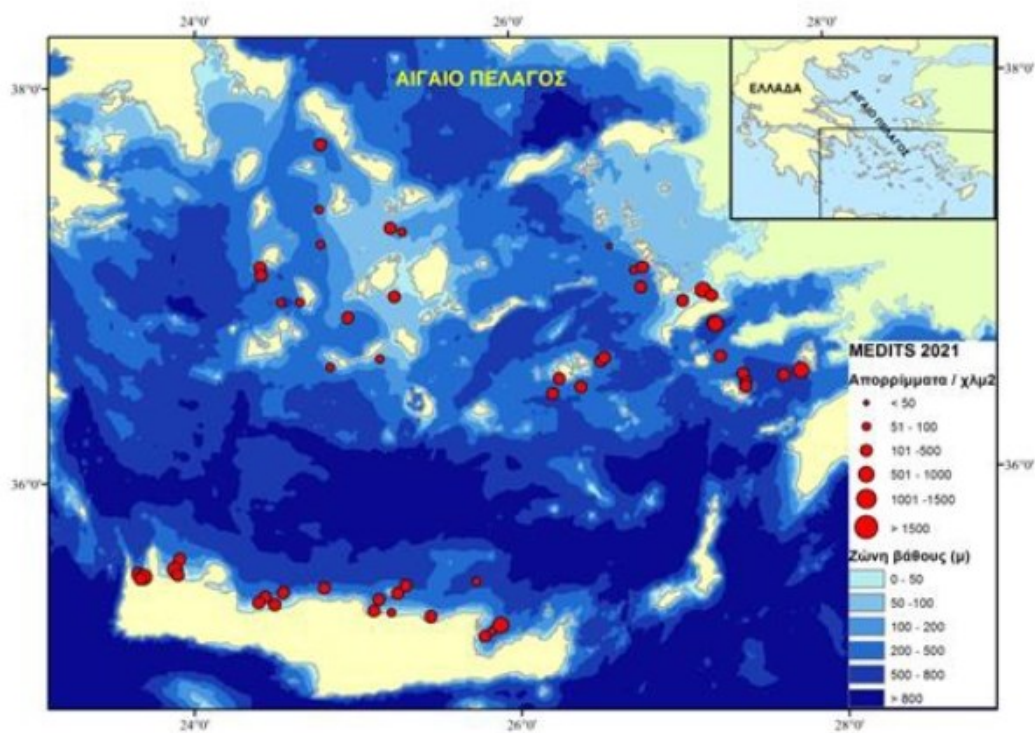 24°0' 26°0' 28°0'
38°0' 38°0'
ΑΙΓΑΙΟ ΠΕΛΑΓΟΣ
ΕΛΛΑΔΑ
ΑΙΓΑΙΟ ΠΕΛΑΓΟΣ
MEDITS 2021
Απορρίμματα / χλμ2
< 50
51 - 100
101 -500
501 - 1000
1001 -1500
> 1500
Ζώνη βάθους (μ)
0 - 50
50 -100
100 - 200
200 - 500
500 - 800
> 800
36°0' 36°0'
24°0' 26°0' 28°0'